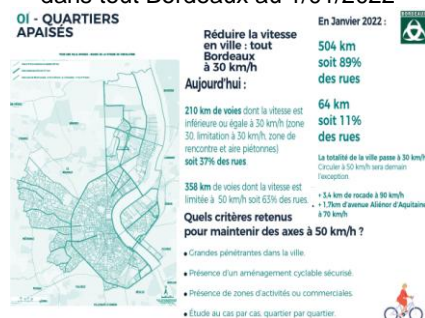 dans tout Bordeaux au 1/01/2022
01 - QUARTIERS
APAISÉS
Réduire la vitesse
en ville : tout
Bordeaux
à 30 km/h
Aujourd'hui :
210 km de voies dont la vitesse est
inférieure ou égale à 30 km/h (zone
30, limitation à 30 km/h, zone de
rencontre et aire piétonnes)
soit 37% des rues
358 km de voies dont la vitesse est
limitée à 50 km/h soit 63% des rues.
Quels critères retenus
pour maintenir des axes à 50 km/h ?
• Grandes pénétrantes dans la ville.
• Présence d'un aménagement cyclable sécurisé.
• Présence de zones d'activités ou commerciales.
• Étude au cas par cas, quartier par quartier.
En Janvier 2022 :
504 km
soit 89%
des rues
64 km
soit 11%
des rues
La totalité de la ville passe à 30 km/h
Circuler à 50 km/h sera demain
l'exception
+ 3,4 km de rocade à 90 km/h
+ 1,7km d'avenue Aliénor d'Aquitaine
à 70 km/h
BORDEAUX